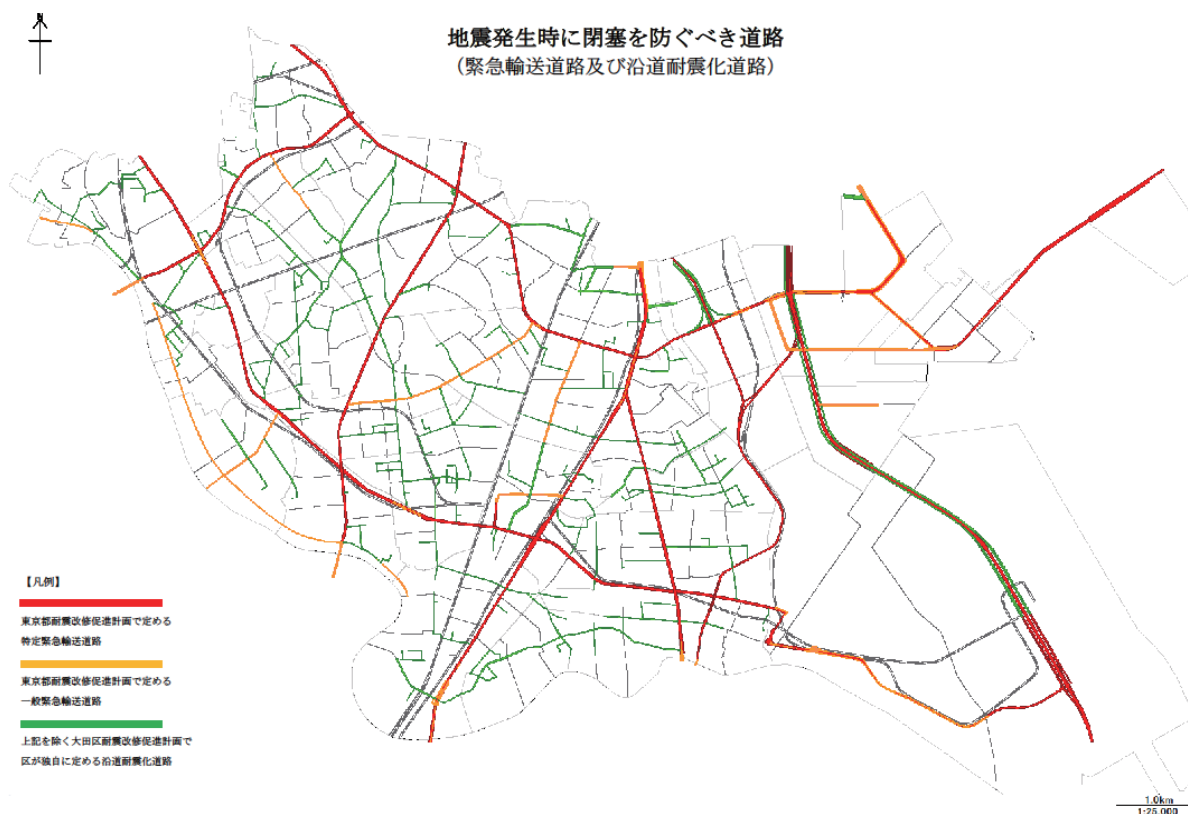 地震発生時に閉塞を防ぐべき道路
（緊急輸送道路及び沿道耐震化道路）
【凡例】
東京都耐震改修促進計画で定める
特定緊急輸送道路
東京都耐震改修促進計画で定める
一般緊急輸送道路
上記を除く大田区耐震改修促進計画で
区が独自に定める沿道耐震化道路
1.0km
1:25,000